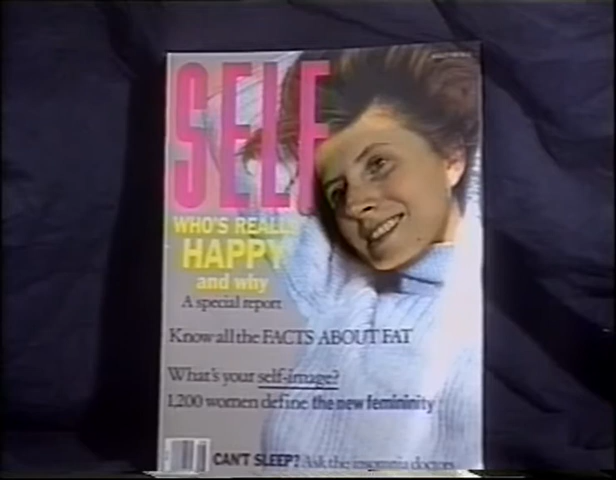 SELF
WHO'S REALLY
HAPPY
and why
A special report
Know all the FACTS ABOUT FAT
What's your self-image?
1,200 women define the new femininity
CAN'T SLEEP? Ask the insomnia doctors